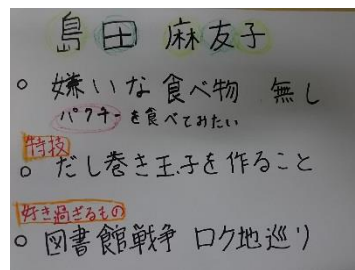 島田 麻友子
○ 嫌いな食べ物 無し
パクチーを食べてみたい
特技
○ だし巻き玉子を作ること
好き過ぎるもの
○ 図書館戦争 ロケ地巡り